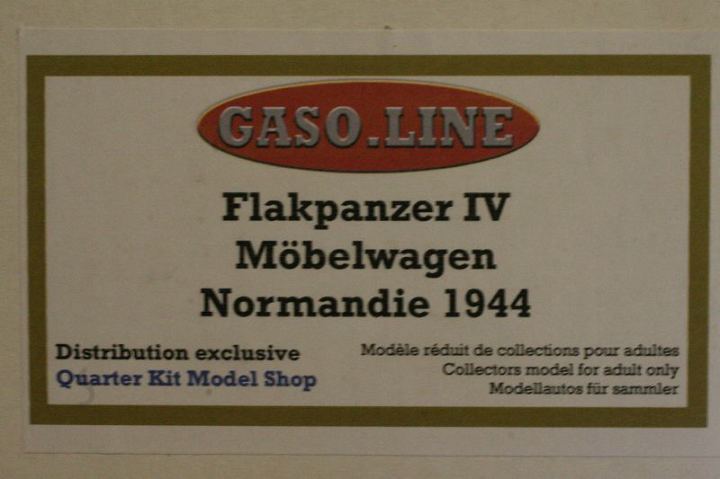 GASO.LINE
Flakpanzer IV
Möbelwagen
Normandie 1944
Distribution exclusive
Quarter Kit Model Shop
Modèle réduit de collections pour adultes
Collectors model for adult only
Modellautos für sammler